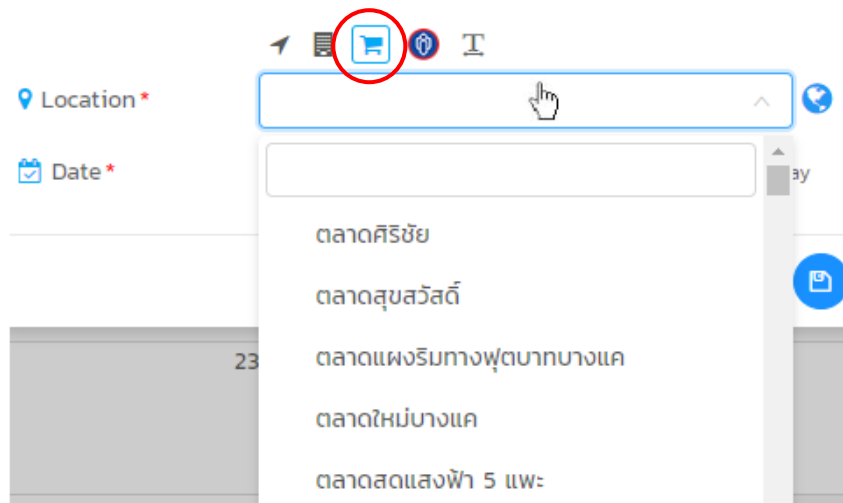 T
Location *
Date *
ay
ตลาดศิริชัย
ตลาดสุขสวัสดิ์
23
ตลาดแผงริมทางฟุตบาทบางแค
ตลาดใหม่บางแค
ตลาดสดแสงฟ้า 5 แพะ